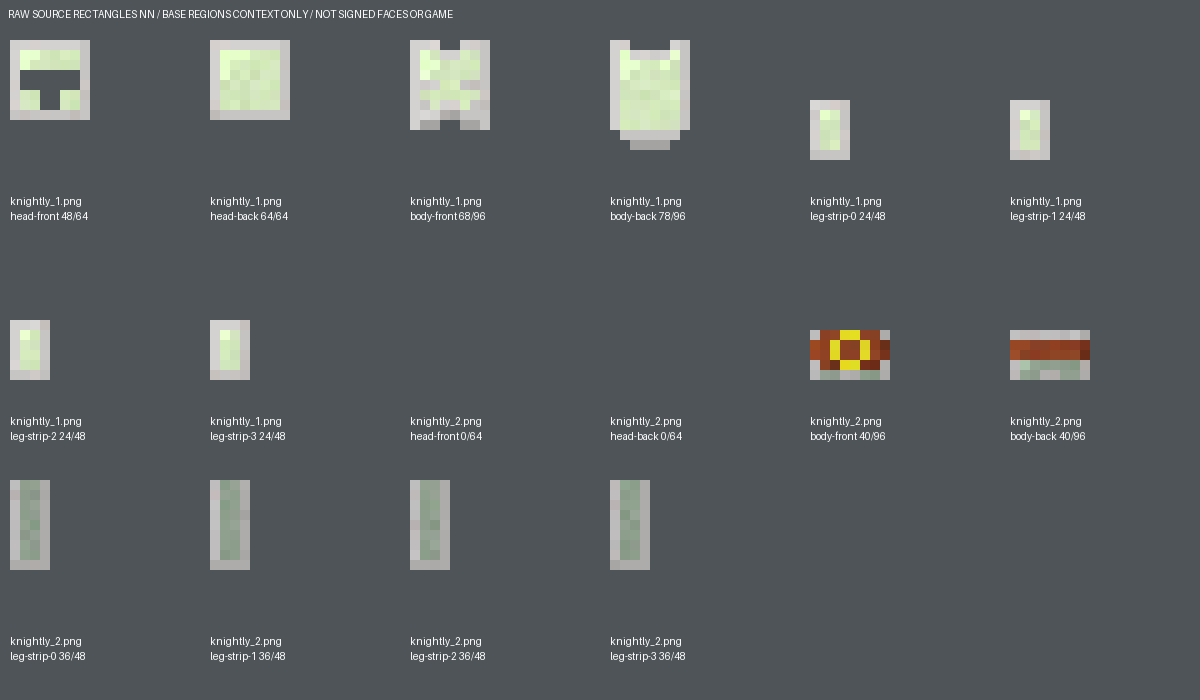 RAW SOURCE RECTANGLES NN / BASE REGIONS CONTEXT ONLY / NOT SIGNED FACES OR GAME
knightly_1.png
head-front 48/64
knightly_1.png
head-back 64/64
knightly_1.png
body-front 68/96
knightly_1.png
body-back 78/96
knightly_1.png
leg-strip-0 24/48
knightly_1.png
leg-strip-1 24/48
knightly_1.png
leg-strip-2 24/48
knightly_1.png
leg-strip-3 24/48
knightly_2.png
head-front 0/64
knightly_2.png
head-back 0/64
knightly_2.png
body-front 40/96
knightly_2.png
body-back 40/96
knightly_2.png
leg-strip-0 36/48
knightly_2.png
leg-strip-1 36/48
knightly_2.png
leg-strip-2 36/48
knightly_2.png
leg-strip-3 36/48